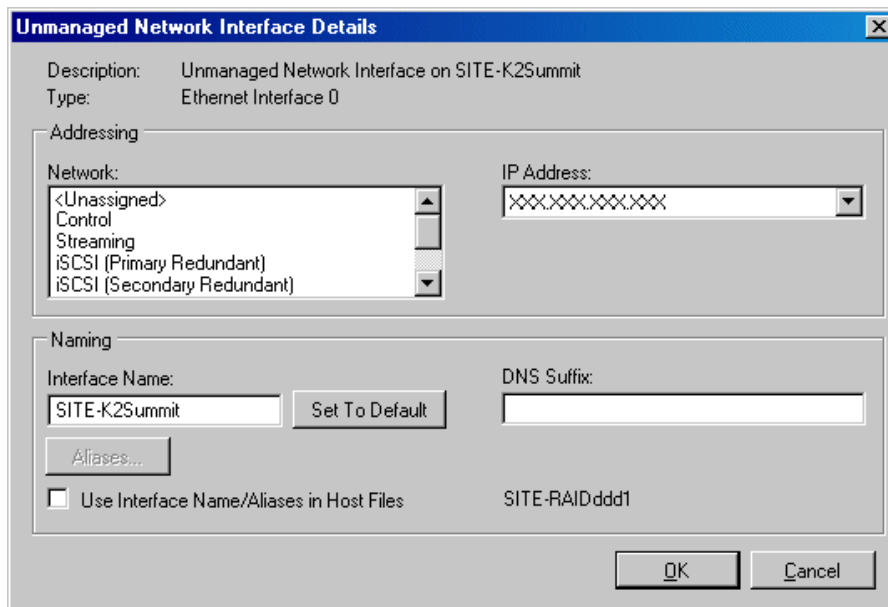 Unmanaged Network Interface Details
Description: Unmanaged Network Interface on SITE-K2Summit
Type: Ethernet Interface 0
Addressing
Network:
IP Address:
<Unassigned>
Control
Streaming
iSCSI (Primary Redundant)
iSCSI (Secondary Redundant)
XXX.XXX.XXX.XXX
Naming
Interface Name:
DNS Suffix:
SITE-K2Summit
Set To Default
Aliases...
Use Interface Name/Aliases in Host Files
SITE-RAIDddd1
OK
Cancel